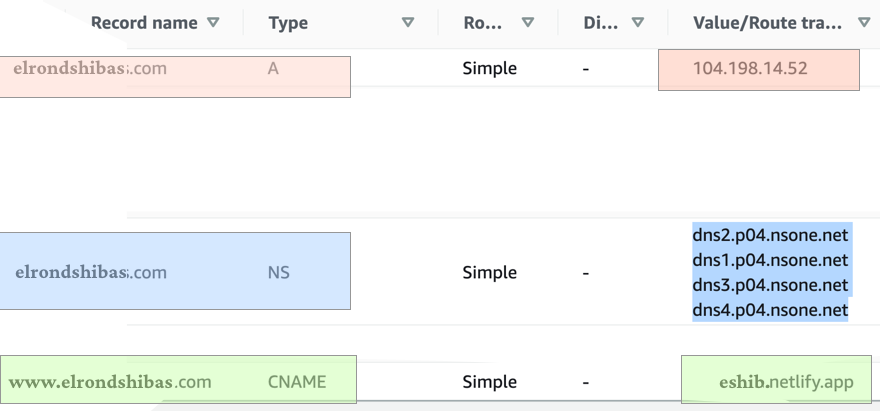 Record name Type Ro... Di... Value/Route tra...
elrondshibas.com A Simple - 104.198.14.52
dns2.p04.nsone.net
dns1.p04.nsone.net
elrondshibas.com NS Simple -
dns3.p04.nsone.net
dns4.p04.nsone.net
www.elrondshibas.com CNAME Simple - eshib.netlify.app